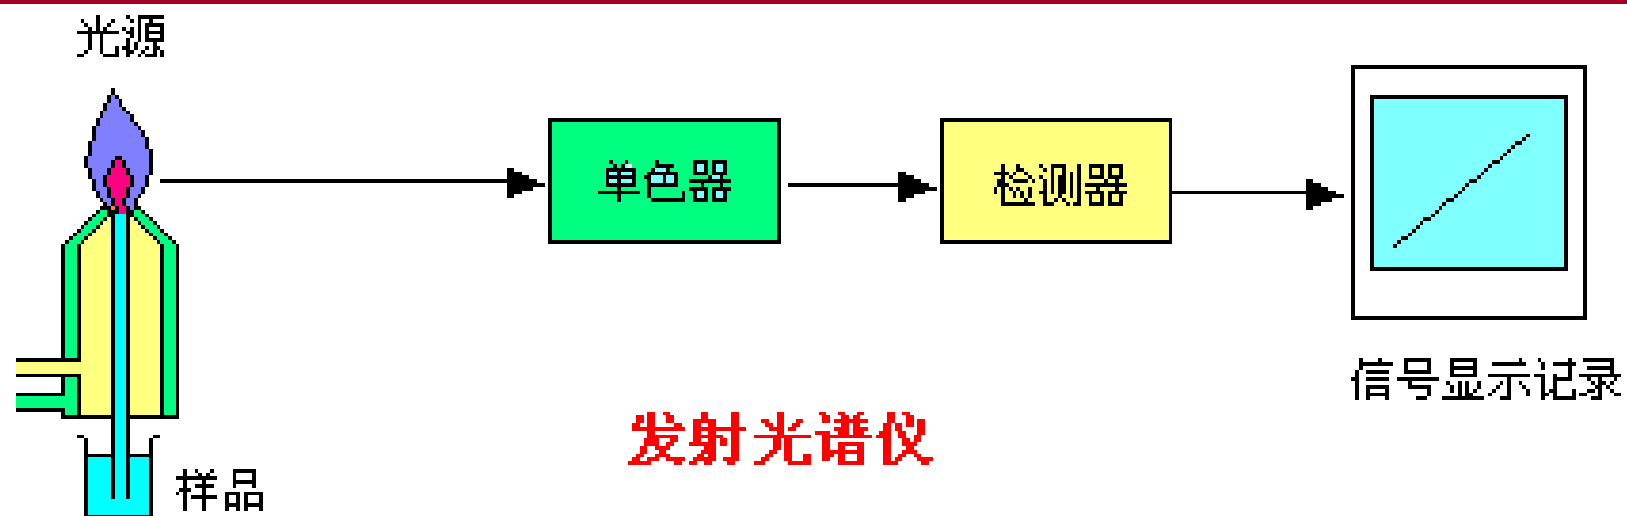 光源
单色器
检测器
信号显示记录
发射光谱仪
样品